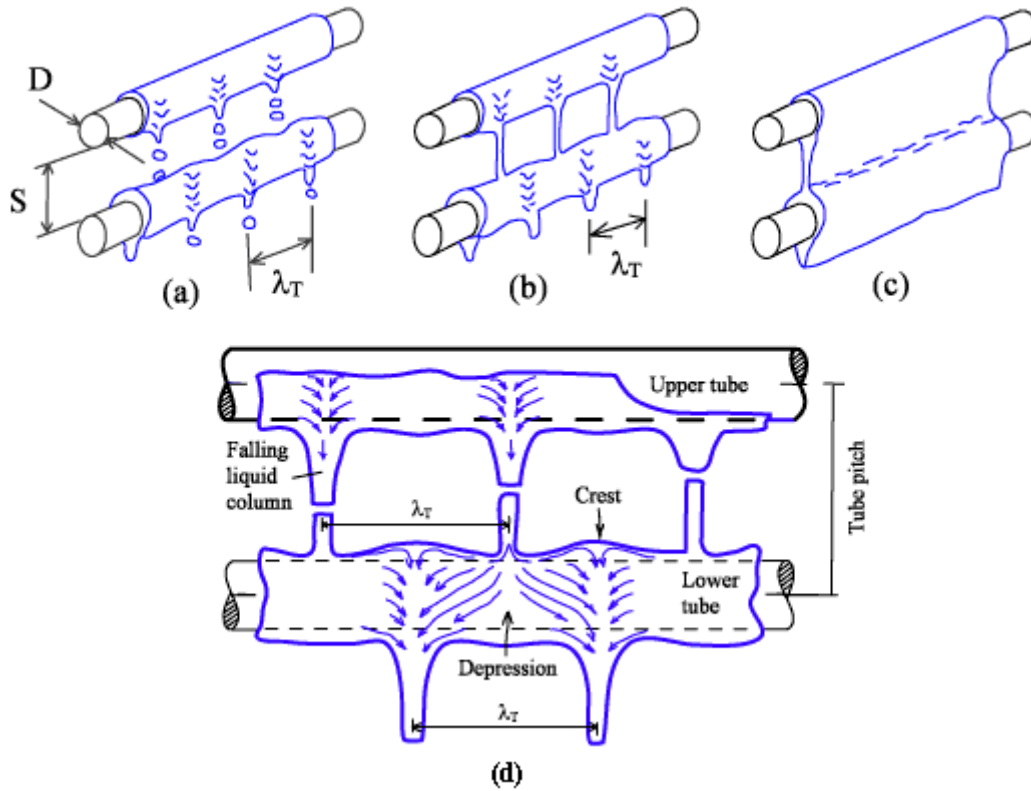 D
S
λT
(a)
λT
(b)
(c)
Upper tube
Falling
liquid
column
λT
Crest
Tube pitch
Lower
tube
Depression
λT
(d)